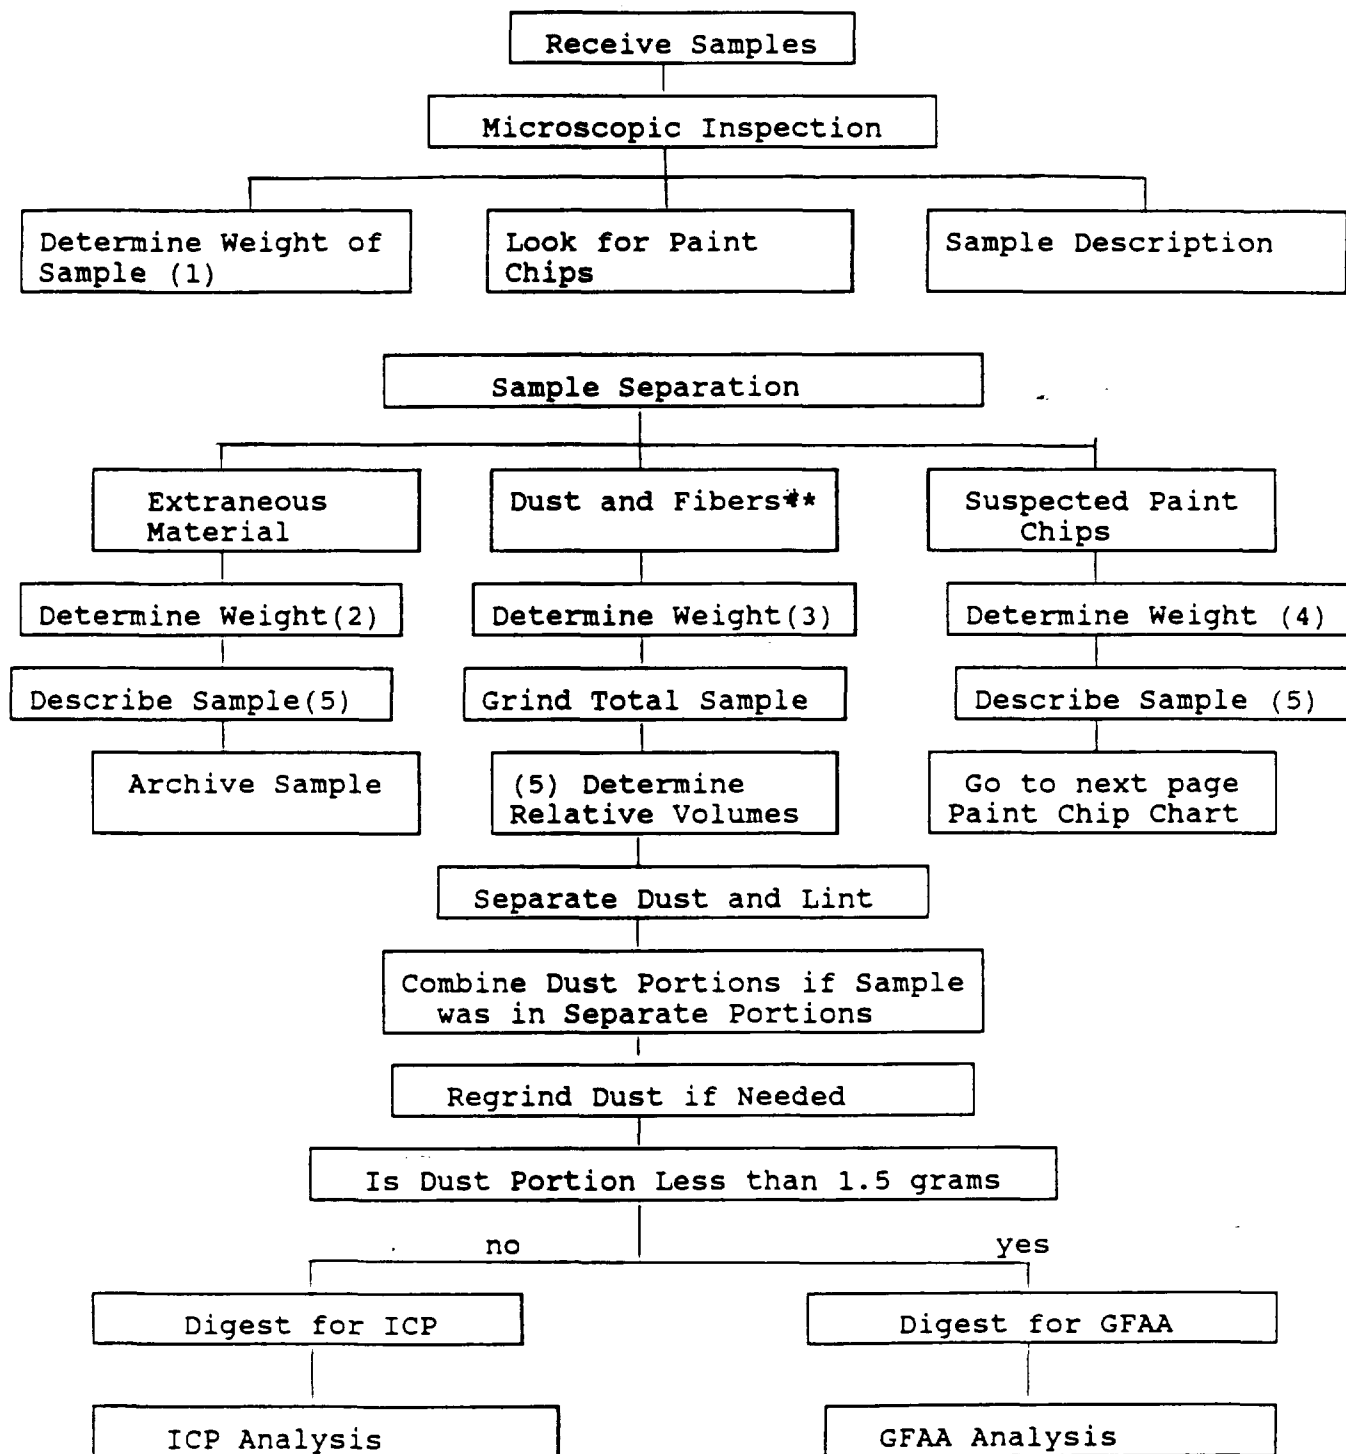 Receive Samples
Microscopic Inspection
Determine Weight of
Sample (1)
Look for Paint
Chips
Sample Description
Sample Separation
Extraneous
Material
Dust and Fibers**
Suspected Paint
Chips
Determine Weight(2)
Determine Weight(3)
Determine Weight (4)
Describe Sample(5)
Grind Total Sample
Describe Sample (5)
Archive Sample
(5) Determine
Relative Volumes
Go to next page
Paint Chip Chart
Separate Dust and Lint
Combine Dust Portions if Sample
was in Separate Portions
Regrind Dust if Needed
Is Dust Portion Less than 1.5 grams
no
yes
Digest for ICP
Digest for GFAA
ICP Analysis
GFAA Analysis